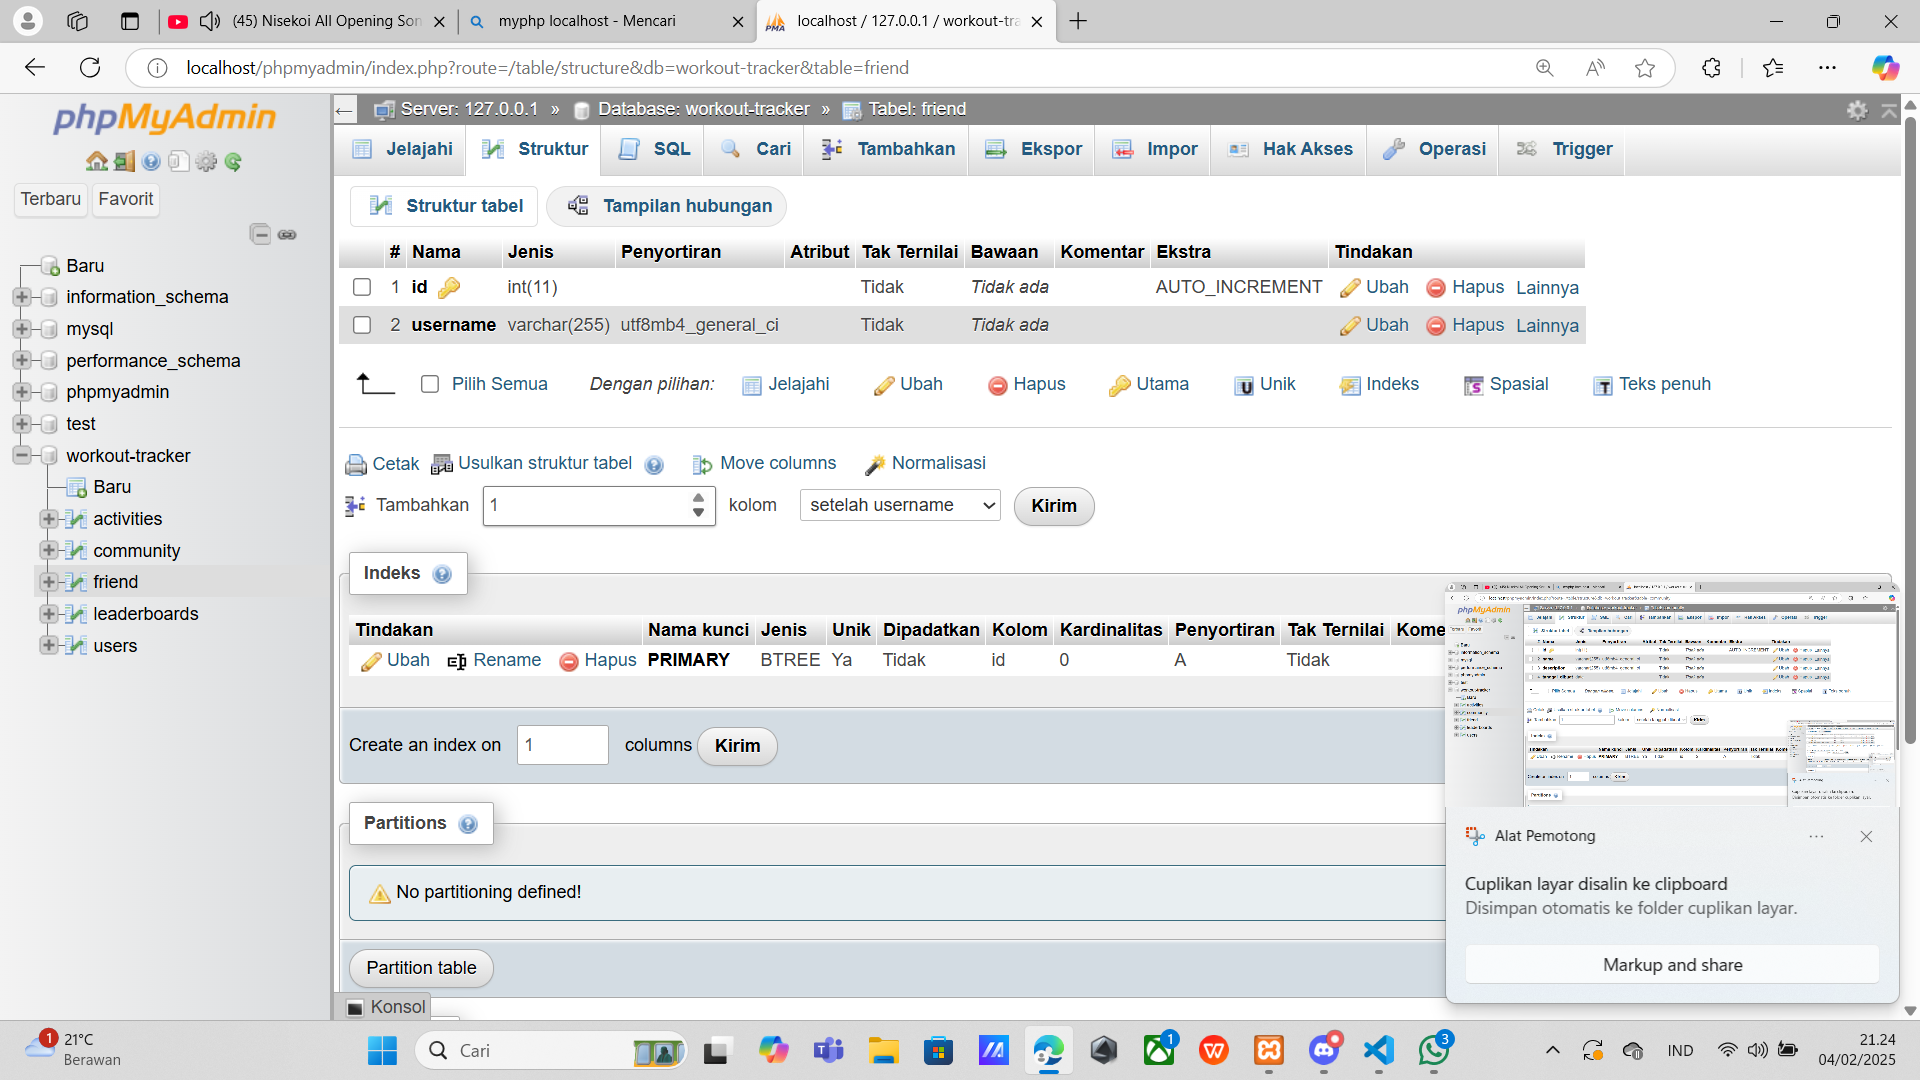 (45) Nisekoi All Opening Son
myphp localhost - Mencari
localhost / 127.0.0.1 / workout-tra
localhost/phpmyadmin/index.php?route=/table/structure&db=workout-tracker&table=friend
phpMyAdmin
Terbaru
Favorit
Baru
information_schema
mysql
performance_schema
phpmyadmin
test
workout-tracker
Baru
activities
community
friend
leaderboards
users
Server: 127.0.0.1 » Database: workout-tracker » Tabel: friend
Jelajahi Struktur SQL Cari Tambahkan Ekspor Impor Hak Akses Operasi Trigger
Struktur tabel Tampilan hubungan
# Nama Jenis Penyortiran Atribut Tak Ternilai Bawaan Komentar Ekstra Tindakan
1 id int(11) Tidak Tidak ada AUTO_INCREMENT Ubah Hapus Lainnya
2 username varchar(255) utf8mb4_general_ci Tidak Tidak ada Ubah Hapus Lainnya
Pilih Semua Dengan pilihan: Jelajahi Ubah Hapus Utama Unik Indeks Spasial Teks penuh
Cetak Usulkan struktur tabel Move columns Normalisasi
Tambahkan 1 kolom setelah username Kirim
Indeks
Tindakan Nama kunci Jenis Unik Dipadatkan Kolom Kardinalitas Penyortiran Tak Ternilai Kome
Ubah Rename Hapus PRIMARY BTREE Ya Tidak id 0 A Tidak
Create an index on 1 columns Kirim
Partitions
No partitioning defined!
Partition table
Konsol
Alat Pemotong
Cuplikan layar disalin ke clipboard
Disimpan otomatis ke folder cuplikan layar.
Markup and share
1
21°C
Berawan
Cari
1
3
IND
21.24
04/02/2025